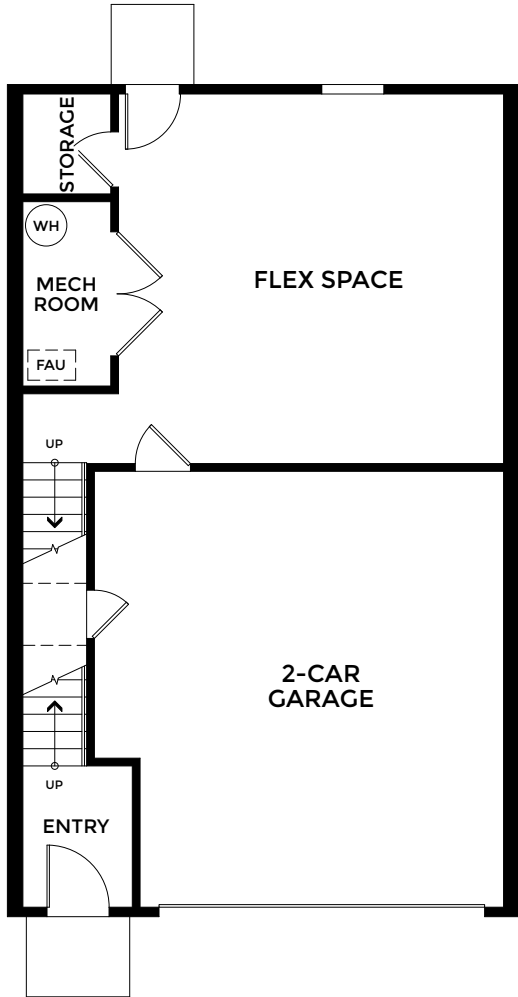 STORAGE
WH
MECH
ROOM
FLEX SPACE
FAU
UP
2-CAR
GARAGE
UP
ENTRY